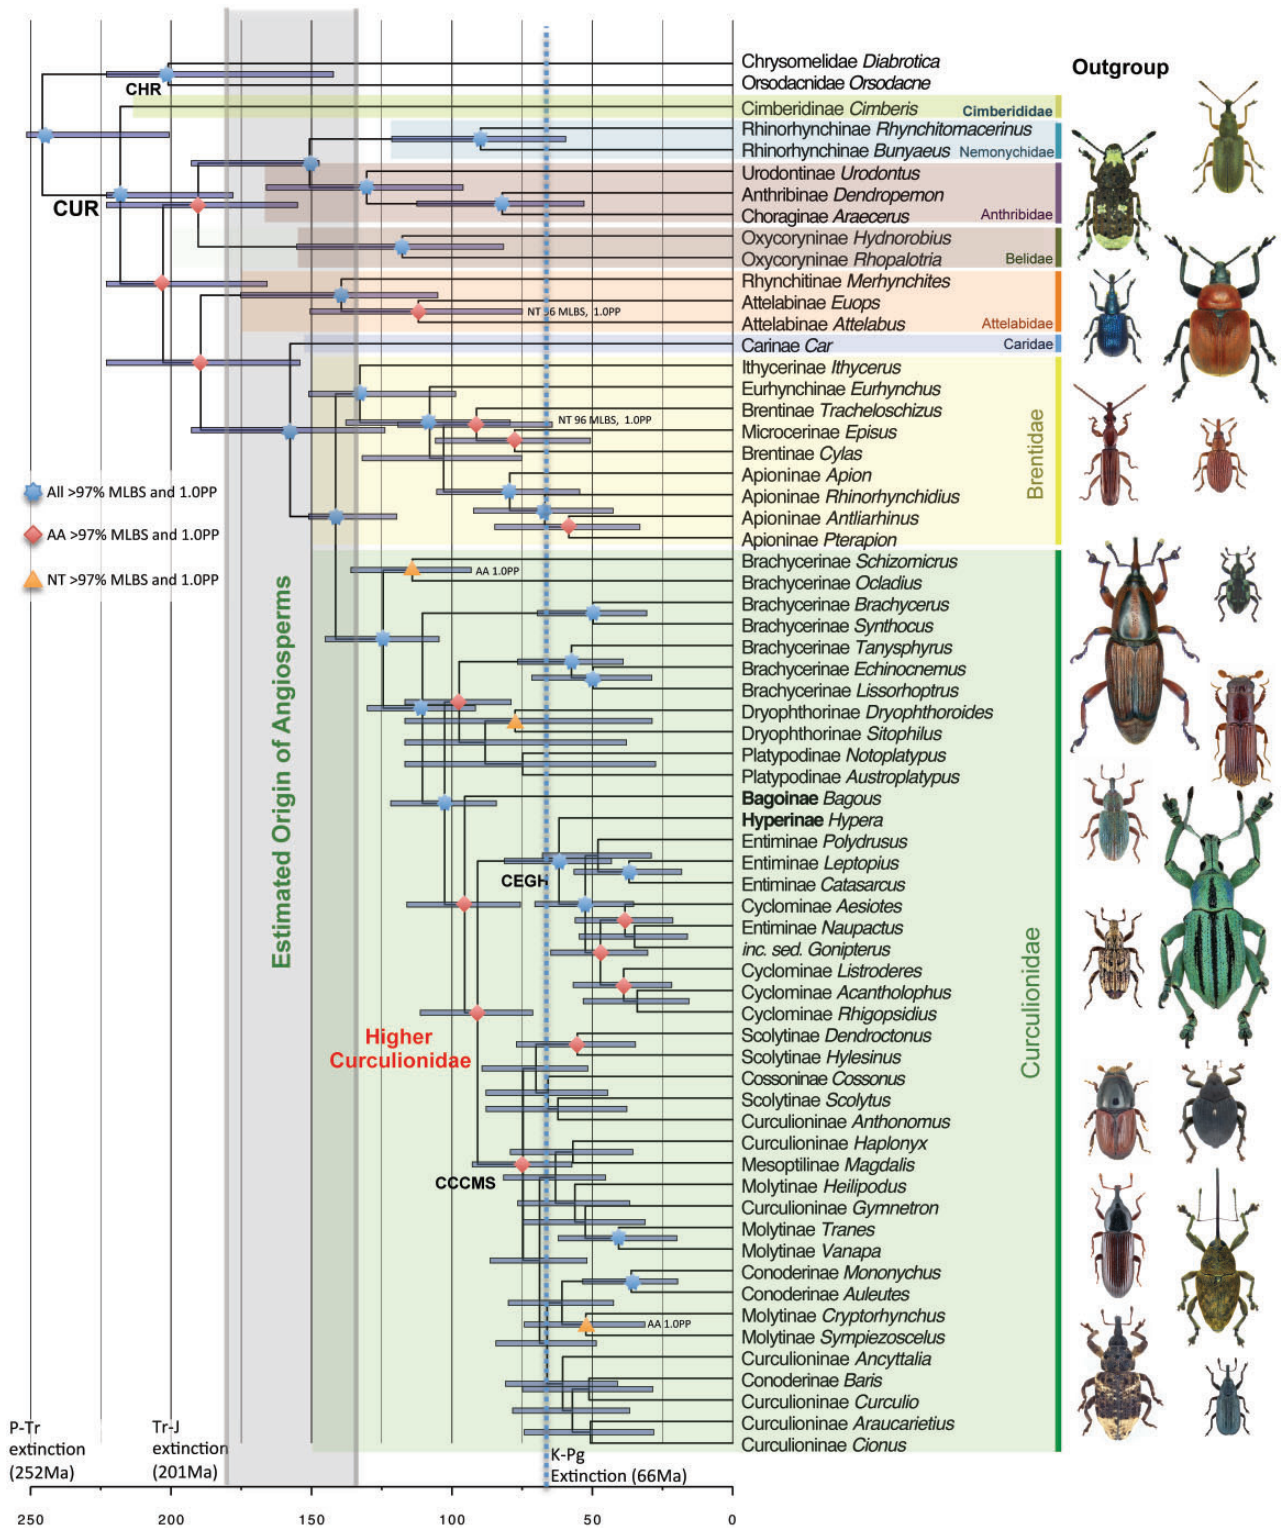 Chrysomelidae Diabrotica
Orsodacnidae Orsodacne
Outgroup
CHR
Cimberidinae Cimberis
Cimberididae
Rhinorhynchinae Rhynchitomacerinus
Rhinorhynchinae Bunyaeus
Nemonychidae
Urodontinae Urodontus
Anthribinae Dendropemon
Choraginae Araecerus
Anthribidae
CUR
Oxycoryninae Hydnorobius
Oxycoryninae Rhopalotria
Belidae
Rhynchitinae Merhynchites
Attelabinae Euops
NT 56 MLBS, 1.0PP
Attelabinae Attelabus
Attelabidae
Carinae Car
Caridae
Ithycerinae Ithycerus
Eurhynchinae Eurhynchus
Brentinae Tracheloschizus
NT 96 MLBS, 1.0PP
Microcerinae Episus
Brentinae Cylas
Apioninae Apion
Apioninae Rhinorhynchidius
Apioninae Antliarhinus
Apioninae Pterapion
Brentidae
All >97% MLBS and 1.0PP
AA >97% MLBS and 1.0PP
NT >97% MLBS and 1.0PP
Estimated Origin of Angiosperms
Brachycerinae Schizomicrus
AA 1.0PP
Brachycerinae Ocladius
Brachycerinae Brachycerus
Brachycerinae Synthocus
Brachycerinae Tanysphyrus
Brachycerinae Echinocnemus
Brachycerinae Lissorhoptrus
Dryophthorinae Dryophthoroides
Dryophthorinae Sitophilus
Platypodinae Notoplatypus
Platypodinae Austroplatypus
Bagoinae Bagous
Hyperinae Hypera
Entiminae Polydrusus
Entiminae Leptopius
CEGH
Entiminae Catasarcus
Cyclominae Aesiotes
Entiminae Naupactus
inc. sed. Gonipterus
Cyclominae Listroderes
Cyclominae Acantholophus
Cyclominae Rhigopsidius
Curculionidae
Higher
Curculionidae
Scolytinae Dendroctonus
Scolytinae Hylesinus
Cossoninae Cossonus
Scolytinae Scolytus
Curculioninae Anthonomus
Curculioninae Haplonyx
Mesoptilinae Magdalis
CCCMS
Molytinae Heilipodus
Curculioninae Gymnetron
Molytinae Tranes
Molytinae Vanapa
Conoderinae Mononychus
Conoderinae Auleutes
Molytinae Cryptorhynchus
AA 1.0PP
Molytinae Sympiezoscelus
Curculioninae Ancyttalia
Conoderinae Baris
Curculioninae Curculio
Curculioninae Araucarietius
Curculioninae Cionus
P-Tr
extinction
(252Ma)
Tr-J
extinction
(201Ma)
K-Pg
Extinction (66Ma)
250 200 150 100 50 0